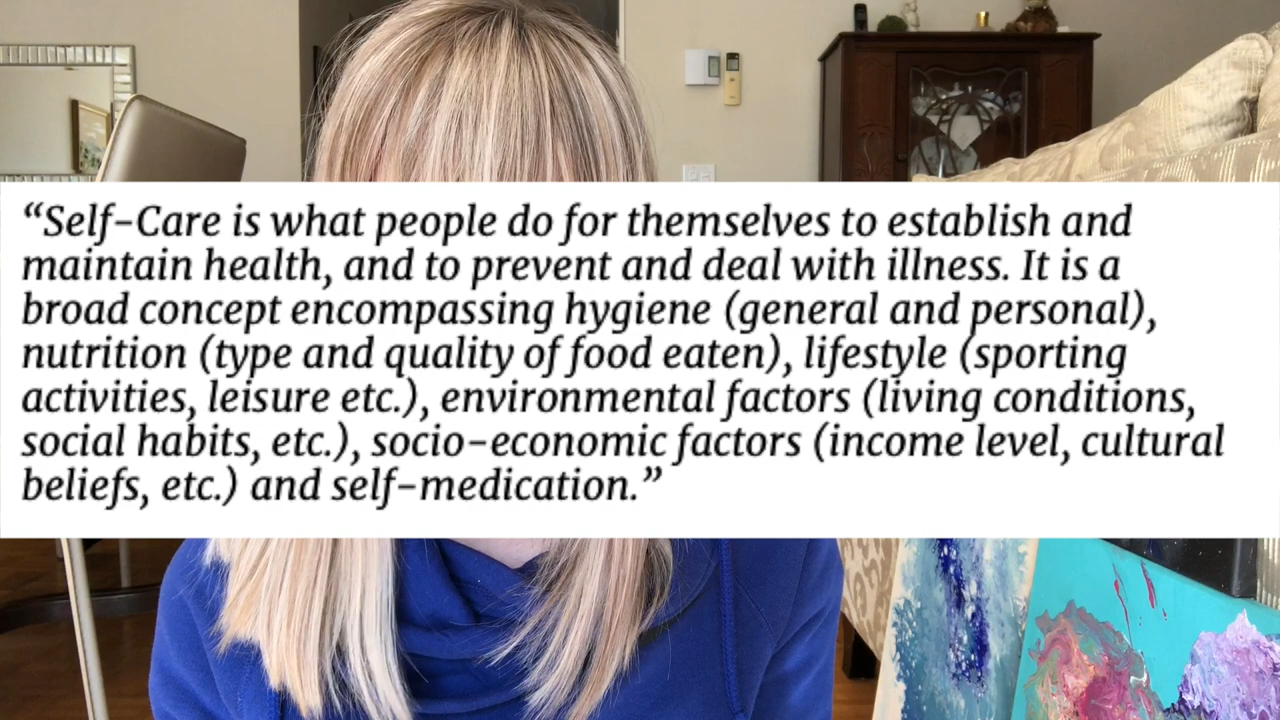 “Self-Care is what people do for themselves to establish and
maintain health, and to prevent and deal with illness. It is a
broad concept encompassing hygiene (general and personal),
nutrition (type and quality of food eaten), lifestyle (sporting
activities, leisure etc.), environmental factors (living conditions,
social habits, etc.), socio-economic factors (income level, cultural
beliefs, etc.) and self-medication.”